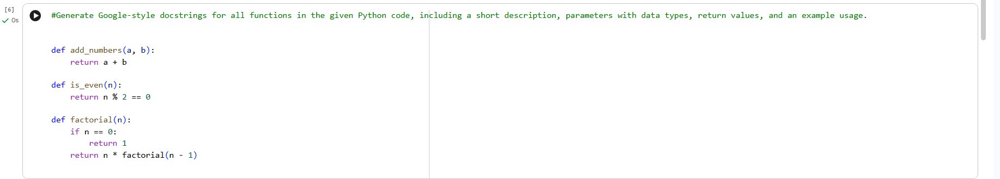 [6]
0s
#Generate Google-style docstrings for all functions in the given Python code, including a short description, parameters with data types, return values, and an example usage.
def add_numbers(a, b):
    return a + b
def is_even(n):
    return n % 2 == 0
def factorial(n):
    if n == 0:
        return 1
    return n * factorial(n - 1)